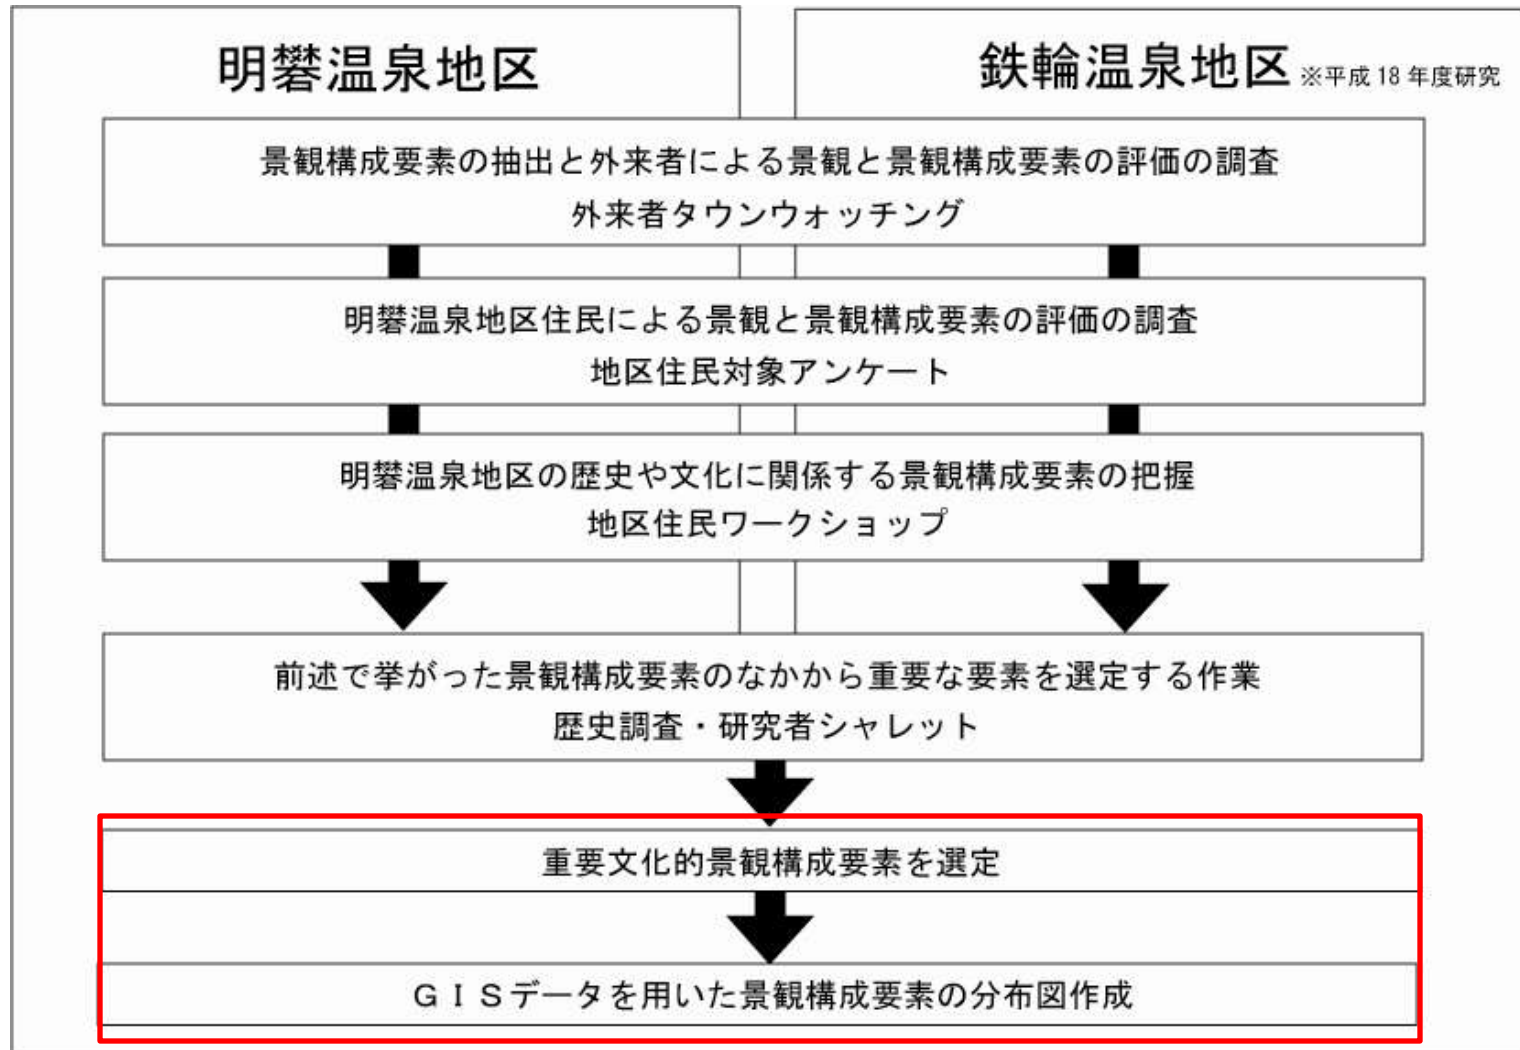 明礬温泉地区
鉄輪温泉地区 ※平成 18 年度研究
景観構成要素の抽出と外来者による景観と景観構成要素の評価の調査
外来者タウンウォッチング
明礬温泉地区住民による景観と景観構成要素の評価の調査
地区住民対象アンケート
明礬温泉地区の歴史や文化に関係する景観構成要素の把握
地区住民ワークショップ
前述で挙がった景観構成要素のなかから重要な要素を選定する作業
歴史調査・研究者シャレット
重要文化的景観構成要素を選定
ＧＩＳデータを用いた景観構成要素の分布図作成